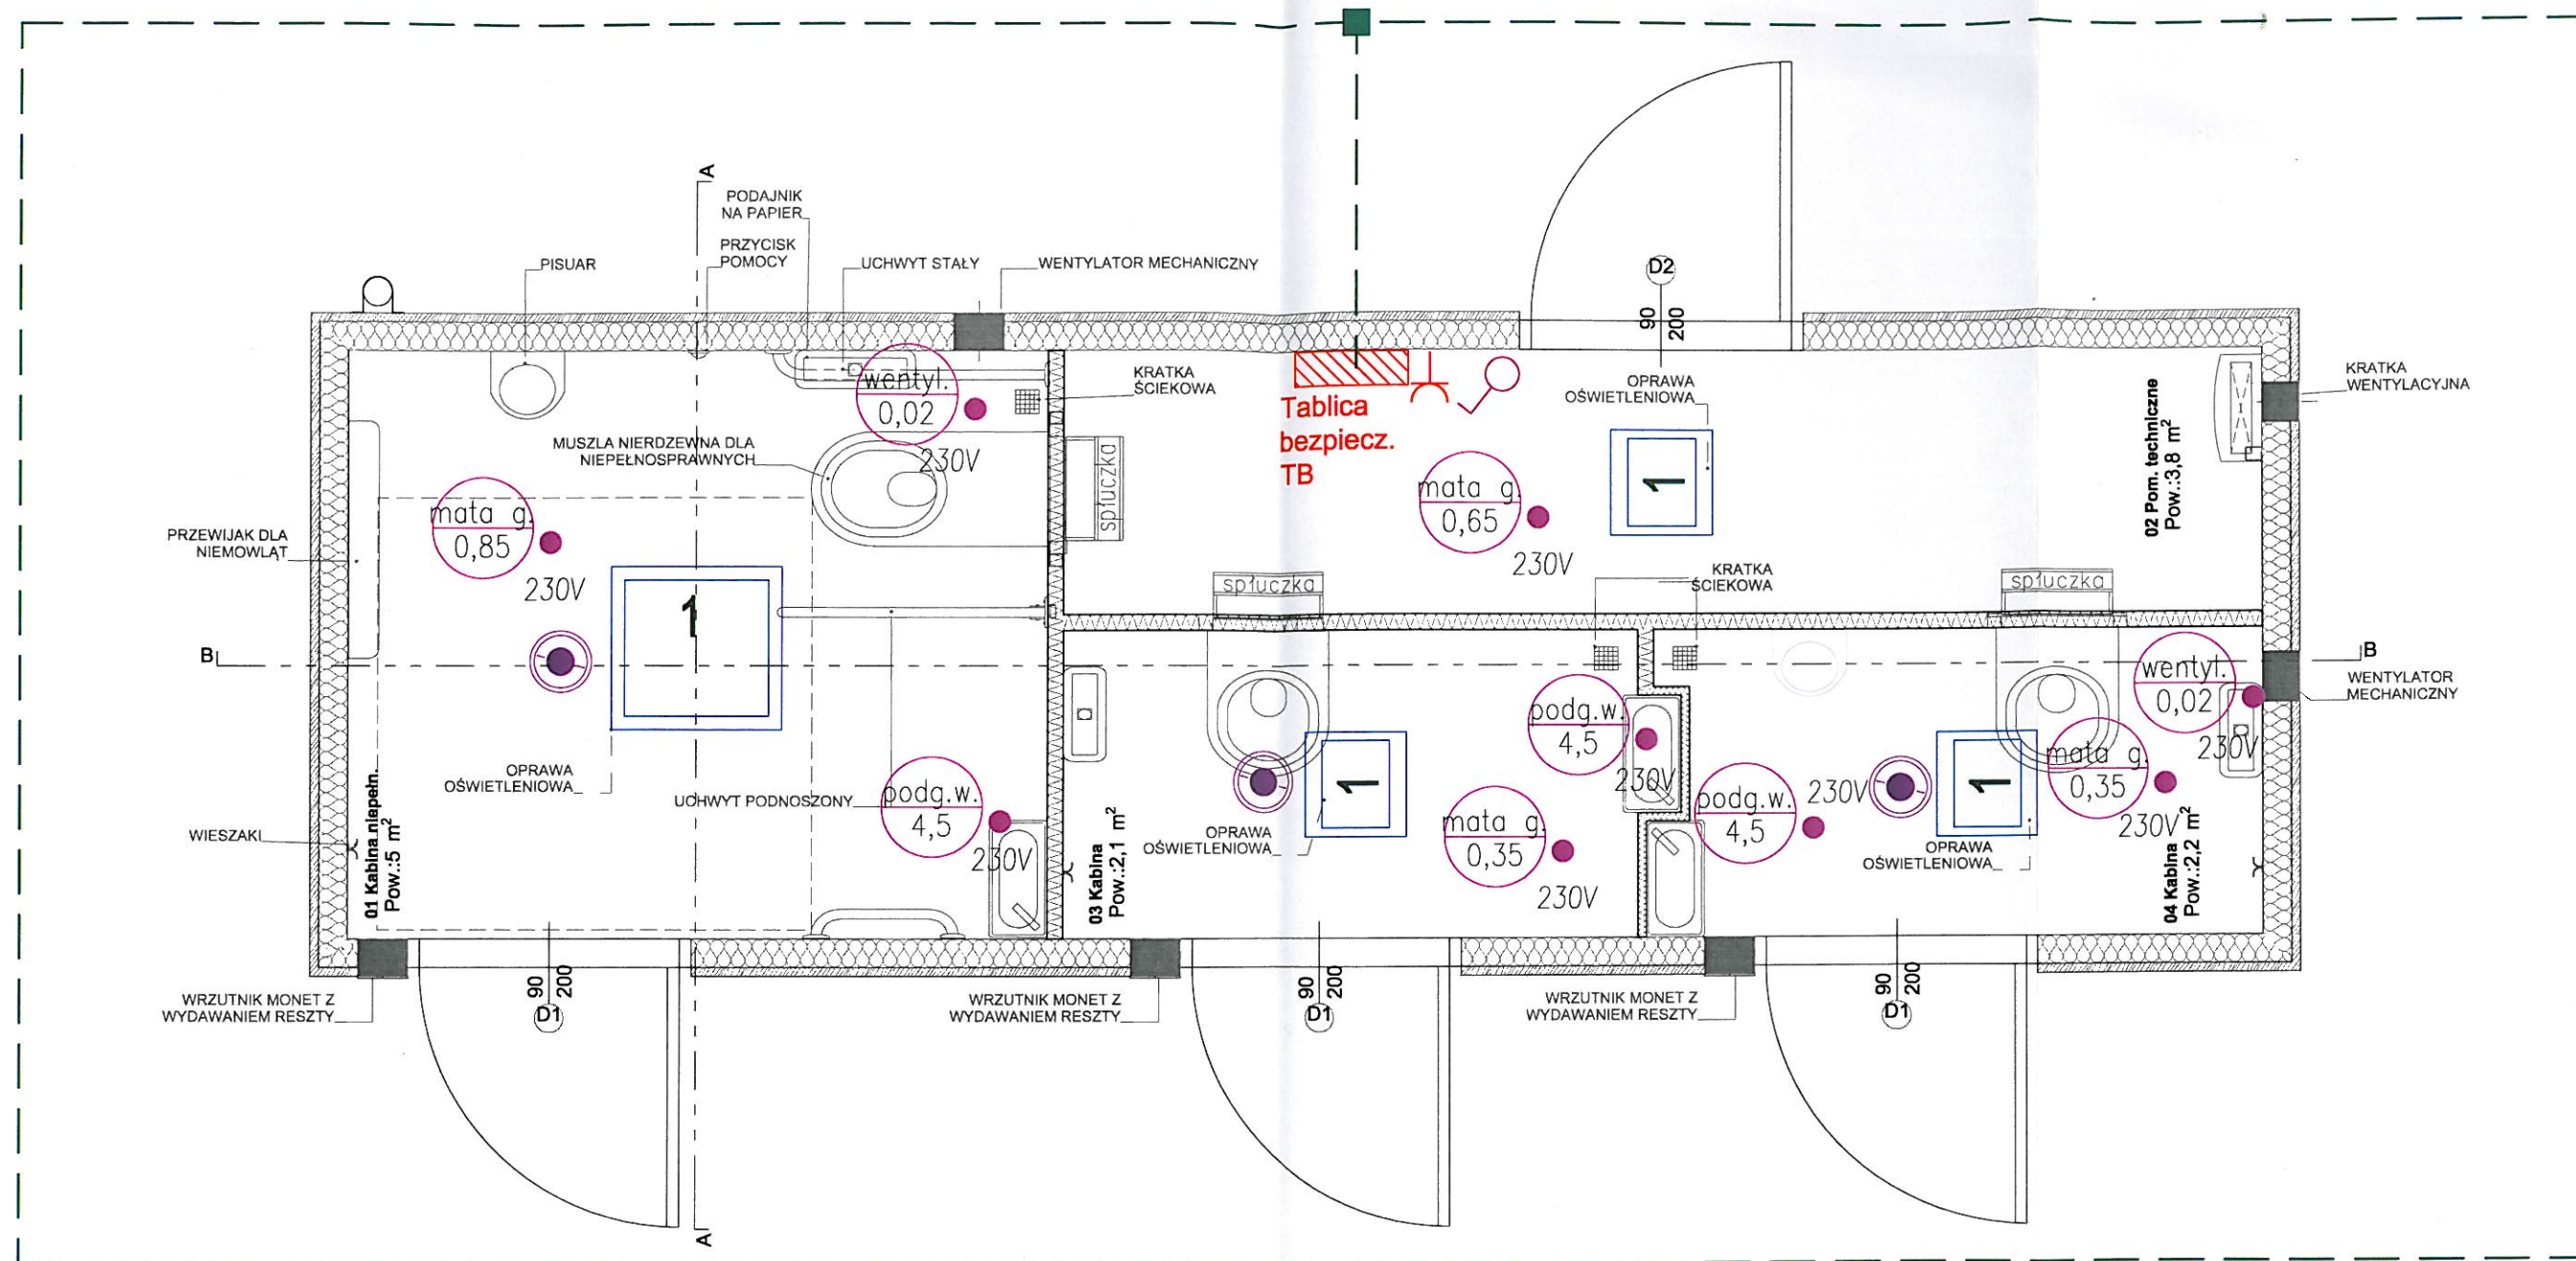 A
PODAJNIK
NA PAPIER
PRZYCISK
POMOCY
PISUAR
UCHWYT STAŁY
WENTYLATOR MECHANICZNY
D2
90
200
KRATKA
ŚCIEKOWA
wentyl.
0,02
230V
MUSZLA NIERDZEWNA DLA
NIEPEŁNOSPRAWNYCH
spłuczka
Tablica
bezpiecz.
TB
OPRAWA
OŚWIETLENIOWA
1
mata g.
0,65
230V
02 Pom. techniczne
Pow.:3,8 m²
KRATKA
WENTYLACYJNA
mata g.
0,85
230V
PRZEWIJAK DLA
NIEMOWLĄT
1
spłuczka
KRATKA
ŚCIEKOWA
spłuczka
B
B
WENTYLATOR
MECHANICZNY
wentyl.
0,02
230V
podg.w.
4,5
230V
OPRAWA
OŚWIETLENIOWA
UCHWYT PODNOSZONY
podg.w.
4,5
230V
WIESZAKI
01 Kabina niepełn.
Pow.:5 m²
03 Kabina
Pow.:2,1 m²
OPRAWA
OŚWIETLENIOWA
1
mata g.
0,35
230V
podg.w.
4,5
230V
1
OPRAWA
OŚWIETLENIOWA
mata g.
0,35
230V
04 Kabina
Pow.:2,2 m²
WRZUTNIK MONET Z
WYDAWANIEM RESZTY
90
200
D1
WRZUTNIK MONET Z
WYDAWANIEM RESZTY
90
200
D1
WRZUTNIK MONET Z
WYDAWANIEM RESZTY
90
200
D1
A